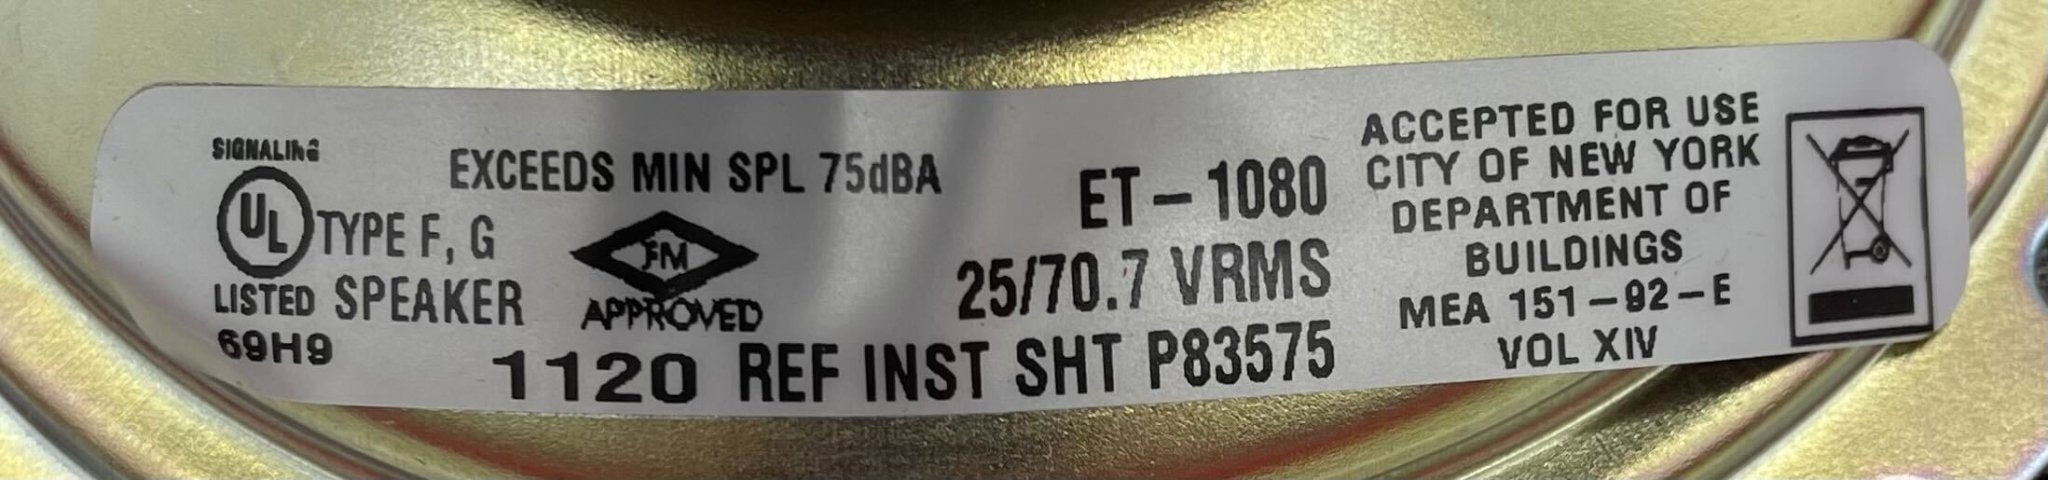 SIGNALING
UL
TYPE F, G
LISTED SPEAKER
69H9
EXCEEDS MIN SPL 75dBA
FM
APPROVED
1120 REF INST SHT P83575
ET-1080
25/70.7 VRMS
ACCEPTED FOR USE
CITY OF NEW YORK
DEPARTMENT OF
BUILDINGS
MEA 151-92-E
VOL XIV